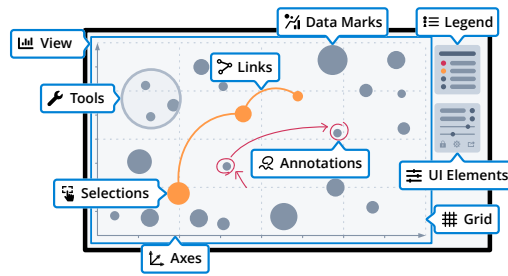 Data Marks
Legend
View
Links
Tools
Annotations
UI Elements
Selections
Grid
Axes